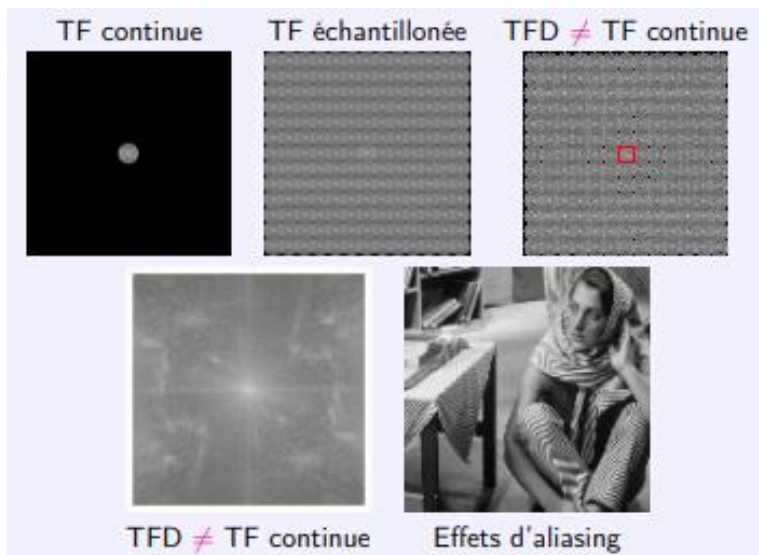 TF continue
TF échantillonée
TFD ≠ TF continue
TFD ≠ TF continue
Effets d'aliasing